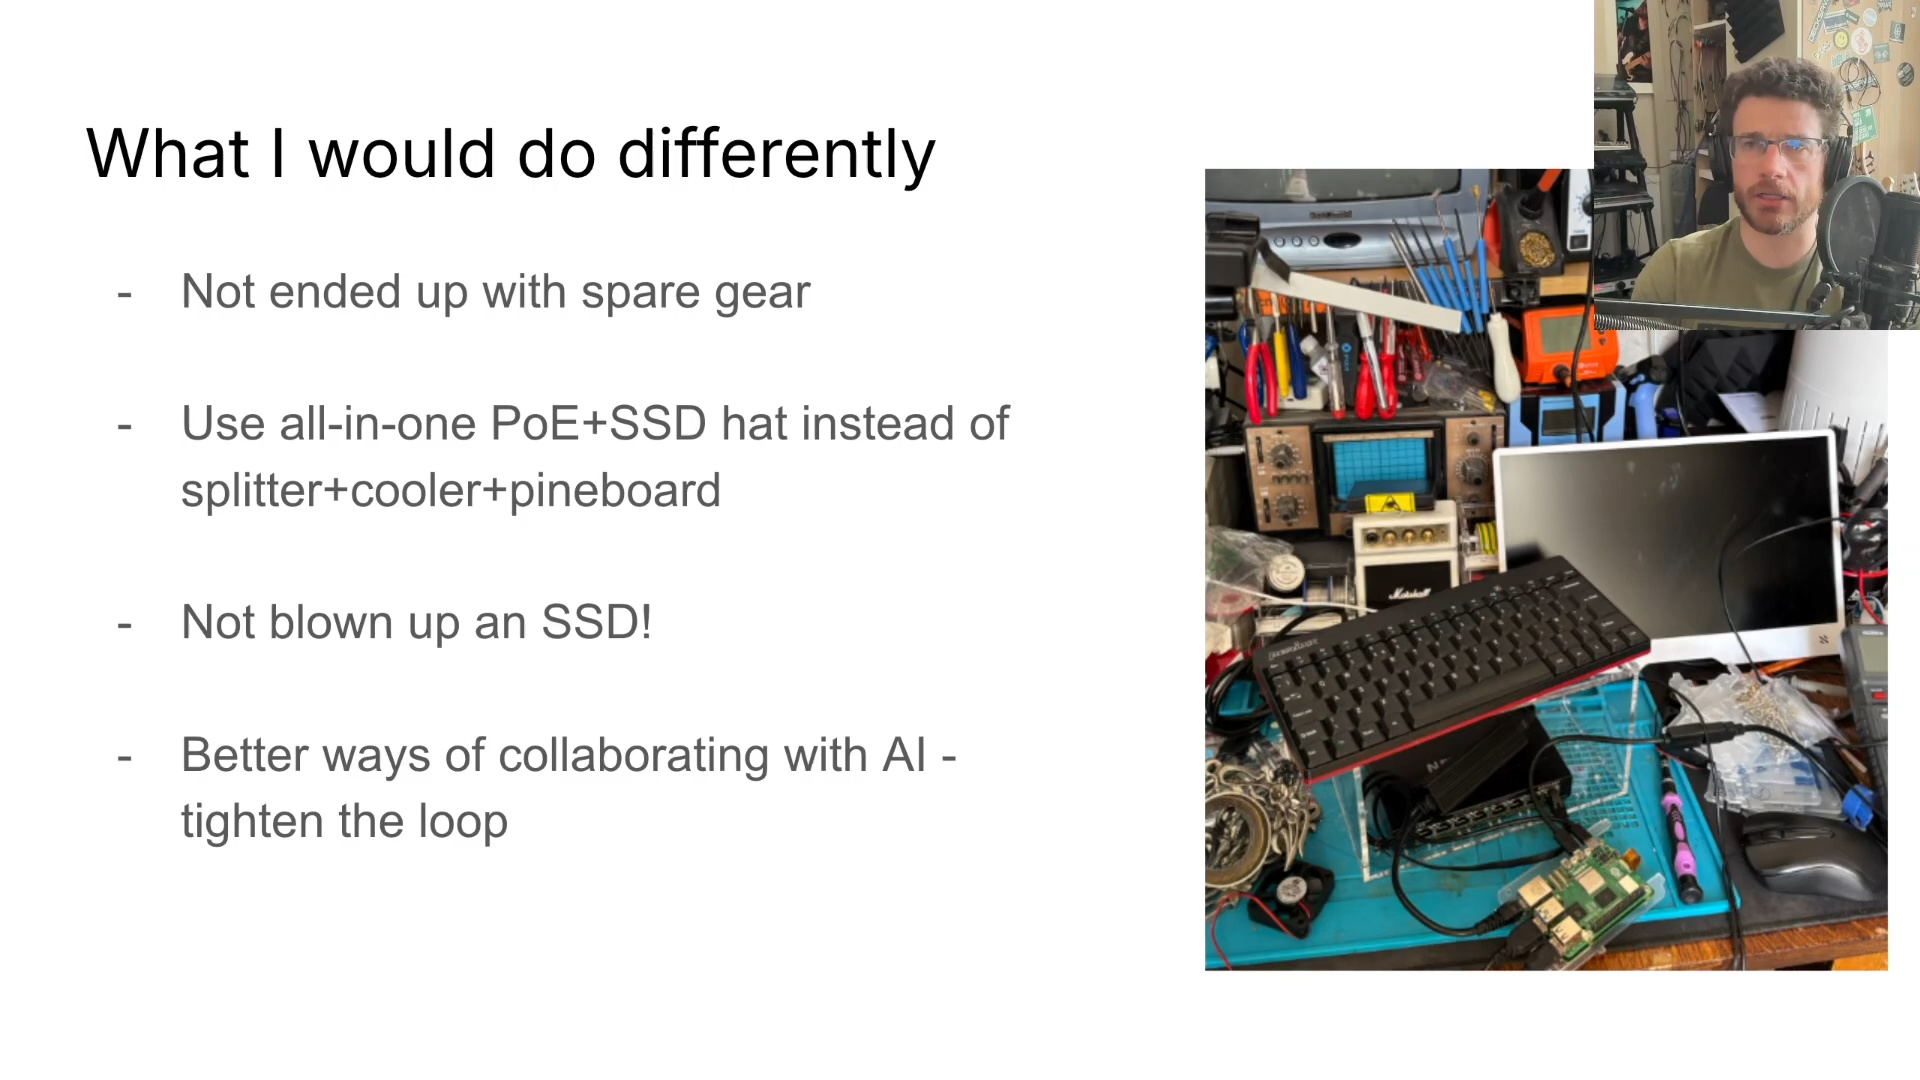 What I would do differently
- Not ended up with spare gear
- Use all-in-one PoE+SSD hat instead of
splitter+cooler+pineboard
- Not blown up an SSD!
- Better ways of collaborating with AI -
tighten the loop
Marshall